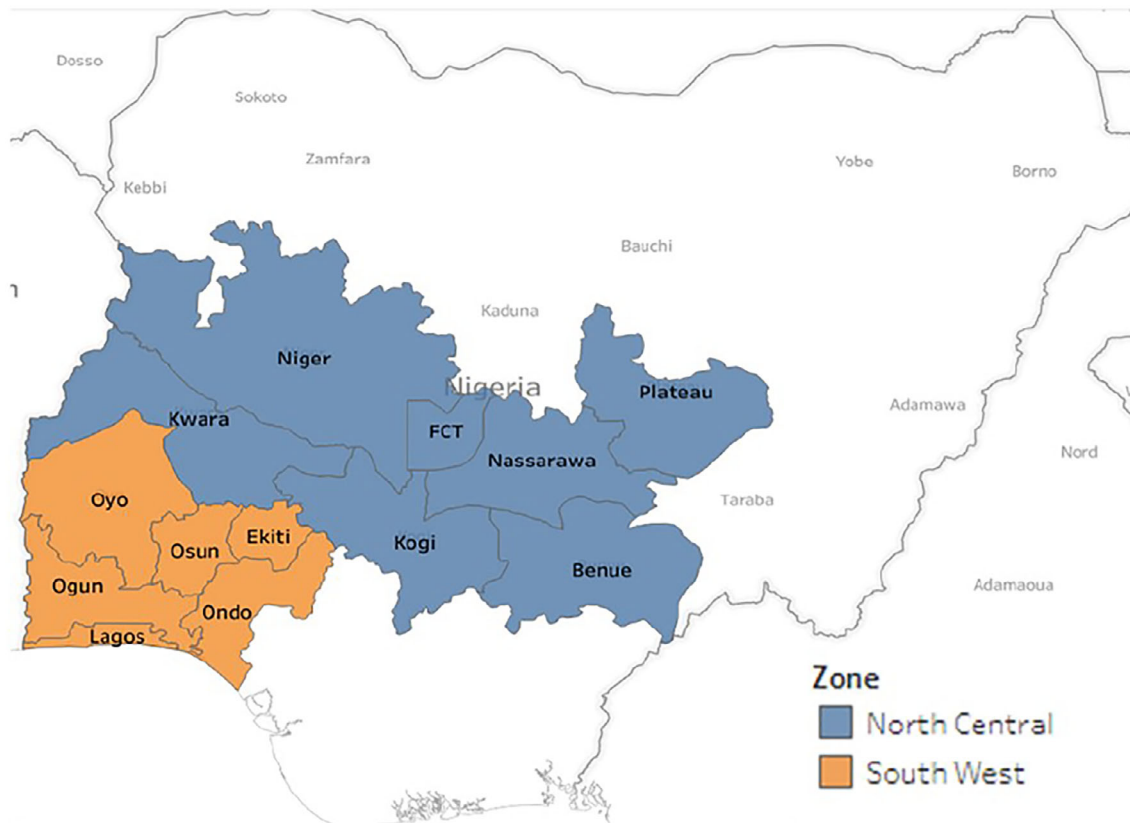 Dosso
Sokoto
Zamfara
Yobe
Borno
Kebbi
Bauchi
n
Kaduna
Niger
Nigeria
Plateau
Adamawa
Kwara
FCT
Nassarawa
Nord
Oyo
Taraba
Osun
Ekiti
Kogi
Benue
Ogun
Adamaoua
Ondo
Lagos
Zone
North Central
South West